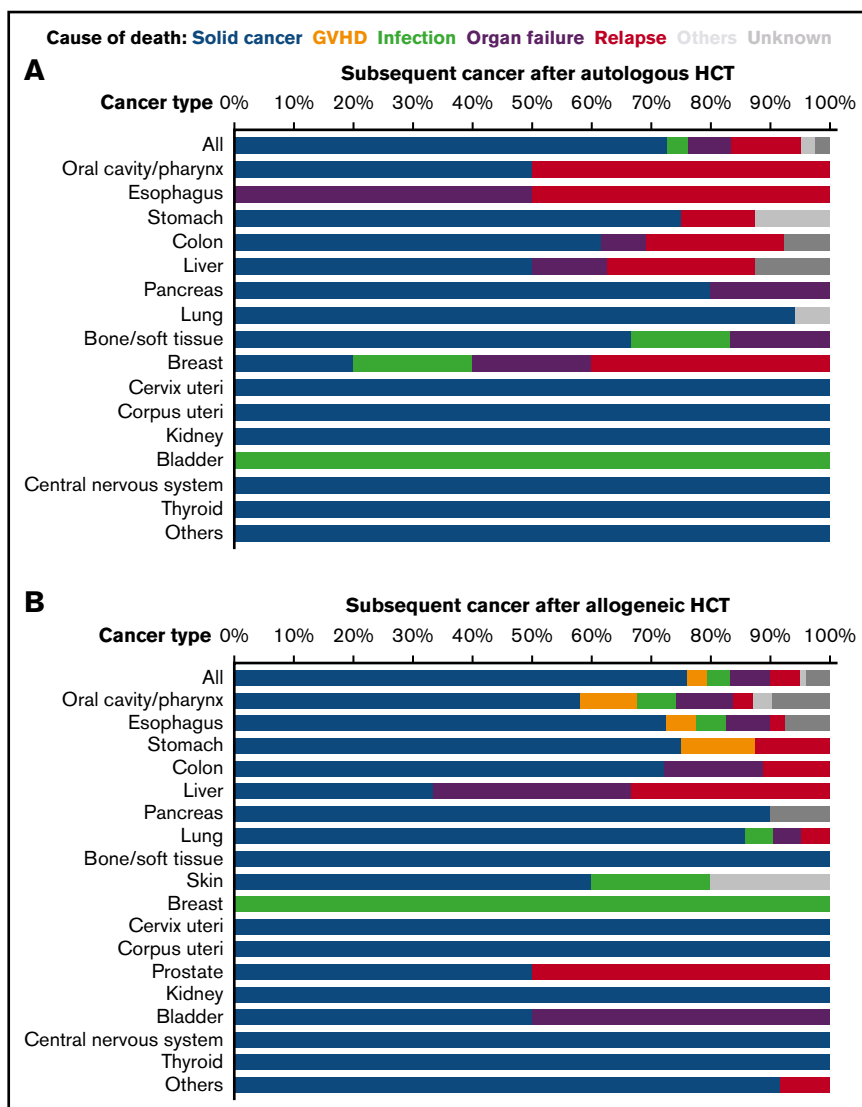 Cause of death: Solid cancer GVHD Infection Organ failure Relapse Others Unknown
A Subsequent cancer after autologous HCT
Cancer type 0% 10% 20% 30% 40% 50% 60% 70% 80% 90% 100%
All
Oral cavity/pharynx
Esophagus
Stomach
Colon
Liver
Pancreas
Lung
Bone/soft tissue
Breast
Cervix uteri
Corpus uteri
Kidney
Bladder
Central nervous system
Thyroid
Others
B Subsequent cancer after allogeneic HCT
Cancer type 0% 10% 20% 30% 40% 50% 60% 70% 80% 90% 100%
All
Oral cavity/pharynx
Esophagus
Stomach
Colon
Liver
Pancreas
Lung
Bone/soft tissue
Skin
Breast
Cervix uteri
Corpus uteri
Prostate
Kidney
Bladder
Central nervous system
Thyroid
Others